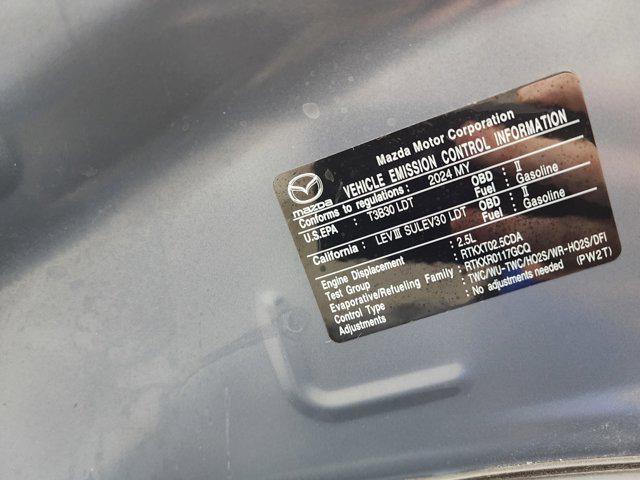 Mazda Motor Corporation
mazda VEHICLE EMISSION CONTROL INFORMATION
Conforms to regulations : 2024 MY
U.S.EPA : T3B30 LDT OBD : II
Fuel : Gasoline
California : LEVIII SULEV30 LDT OBD : II
Fuel : Gasoline
Engine Displacement : 2.5L
Test Group : RTKXT02.5CDA
Evaporative/Refueling Family : RTKXR0117GCQ
Control Type : TWC/WU-TWC/HO2S/WR-HO2S/DFI
Adjustments : No adjustments needed (PW2T)